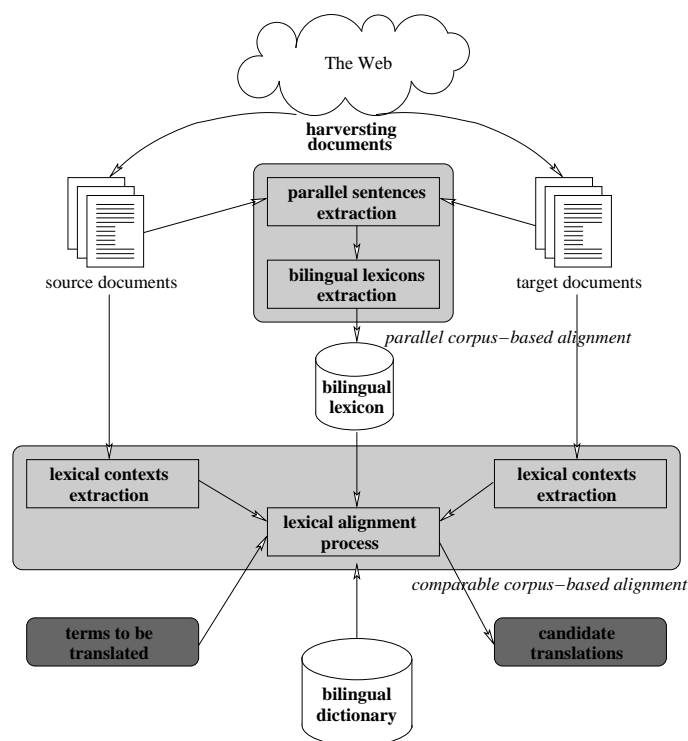 The Web
harversting
documents
parallel sentences
extraction
bilingual lexicons
extraction
source documents
target documents
parallel corpus−based alignment
bilingual
lexicon
lexical contexts
extraction
lexical contexts
extraction
lexical alignment
process
comparable corpus−based alignment
terms to be
translated
candidate
translations
bilingual
dictionary